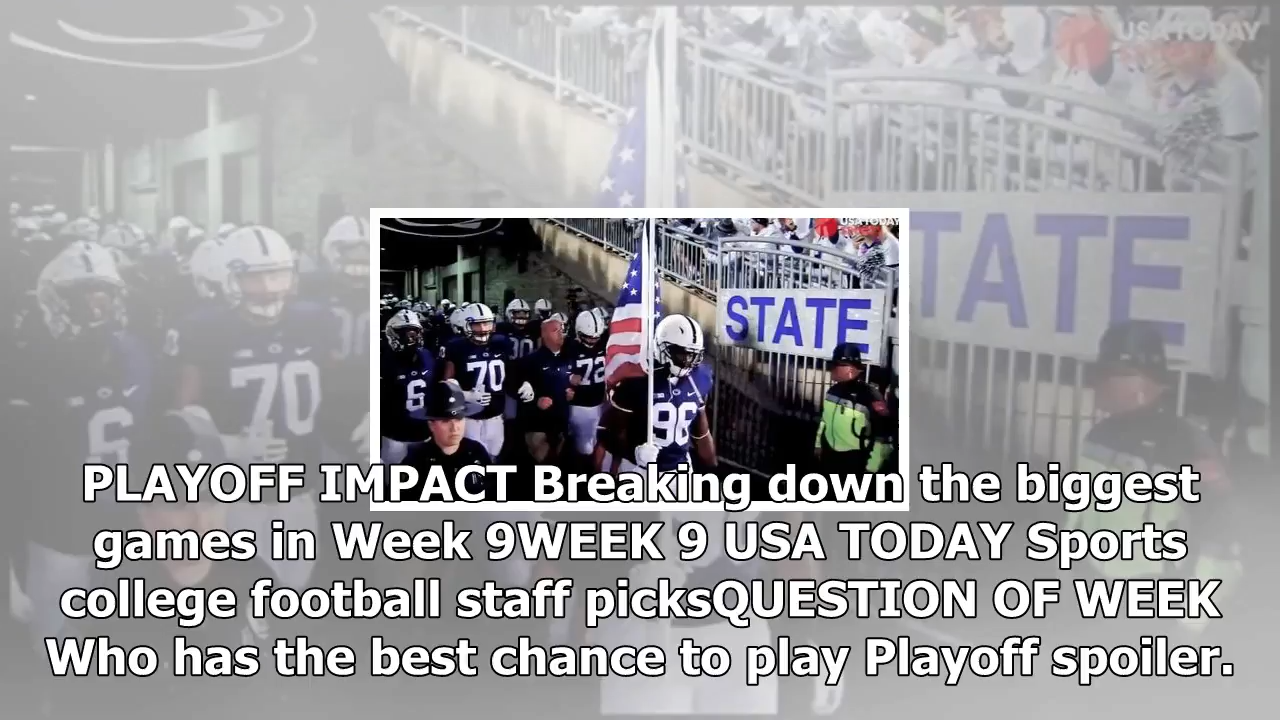 USA TODAY
STATE
TATE
USA TODAY
70
6
70
72
6
96
PLAYOFF IMPACT Breaking down the biggest
games in Week 9WEEK 9 USA TODAY Sports
college football staff picksQUESTION OF WEEK
Who has the best chance to play Playoff spoiler.